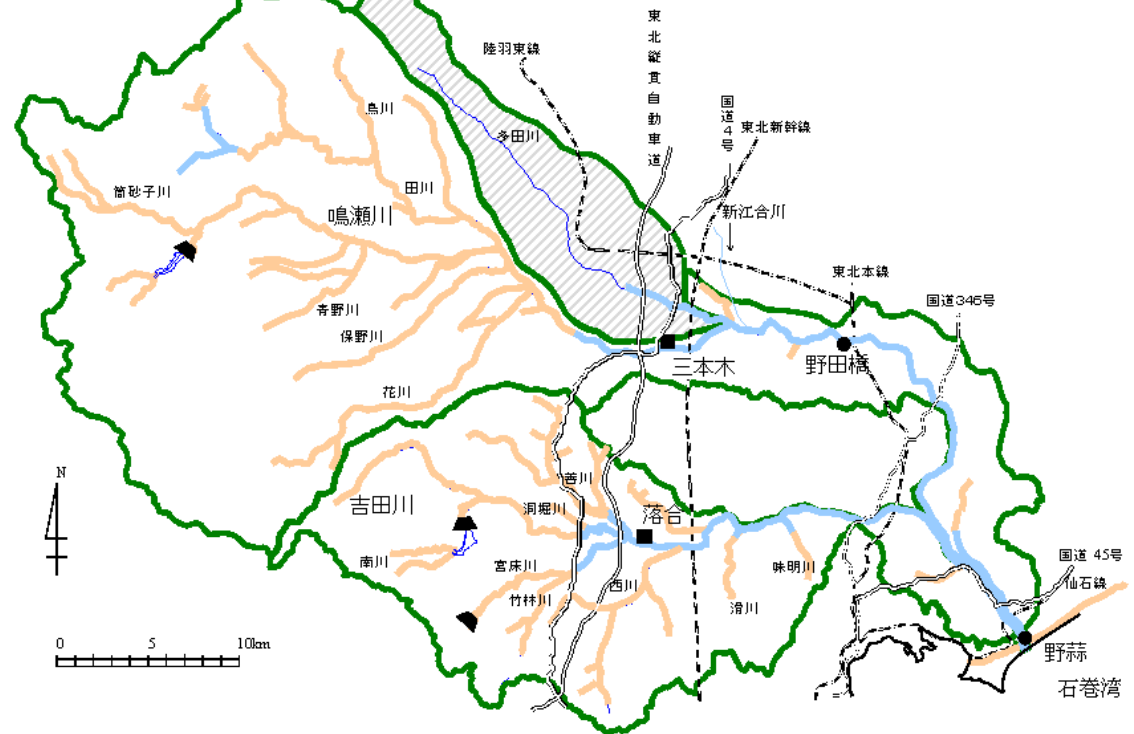 東北縦貫自動車道
陸羽東線
国道4号
東北新幹線
鳥川
多田川
筒砂子川
田川
鳴瀬川
新江合川
東北本線
国道346号
青野川
保野川
三本木
野田橋
花川
N
吉田川
善川
洞堀川
落合
南川
宮床川
竹林川
西川
味明川
滑川
国道45号
仙石線
0 5 10km
野蒜
石巻湾